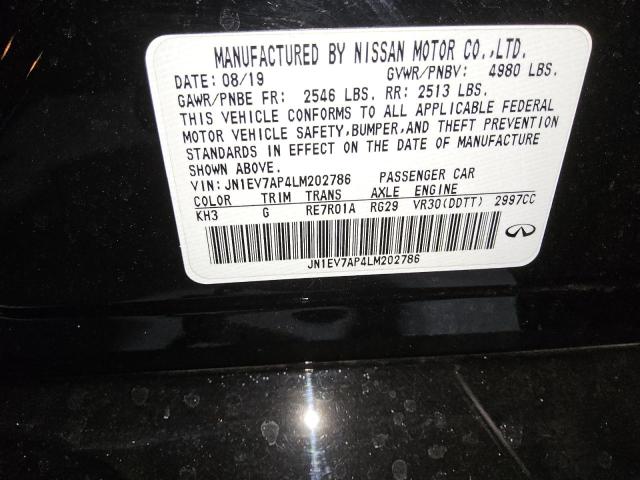 MANUFACTURED BY NISSAN MOTOR CO.,LTD.
DATE: 08/19 GVWR/PNBV: 4980 LBS.
GAWR/PNBE FR: 2546 LBS. RR: 2513 LBS.
THIS VEHICLE CONFORMS TO ALL APPLICABLE FEDERAL
MOTOR VEHICLE SAFETY,BUMPER,AND THEFT PREVENTION
STANDARDS IN EFFECT ON THE DATE OF MANUFACTURE
SHOWN ABOVE.
VIN: JN1EV7AP4LM202786 PASSENGER CAR
COLOR TRIM TRANS AXLE ENGINE
KH3 G RE7R01A RG29 VR30(DDTT) 2997CC
JN1EV7AP4LM202786